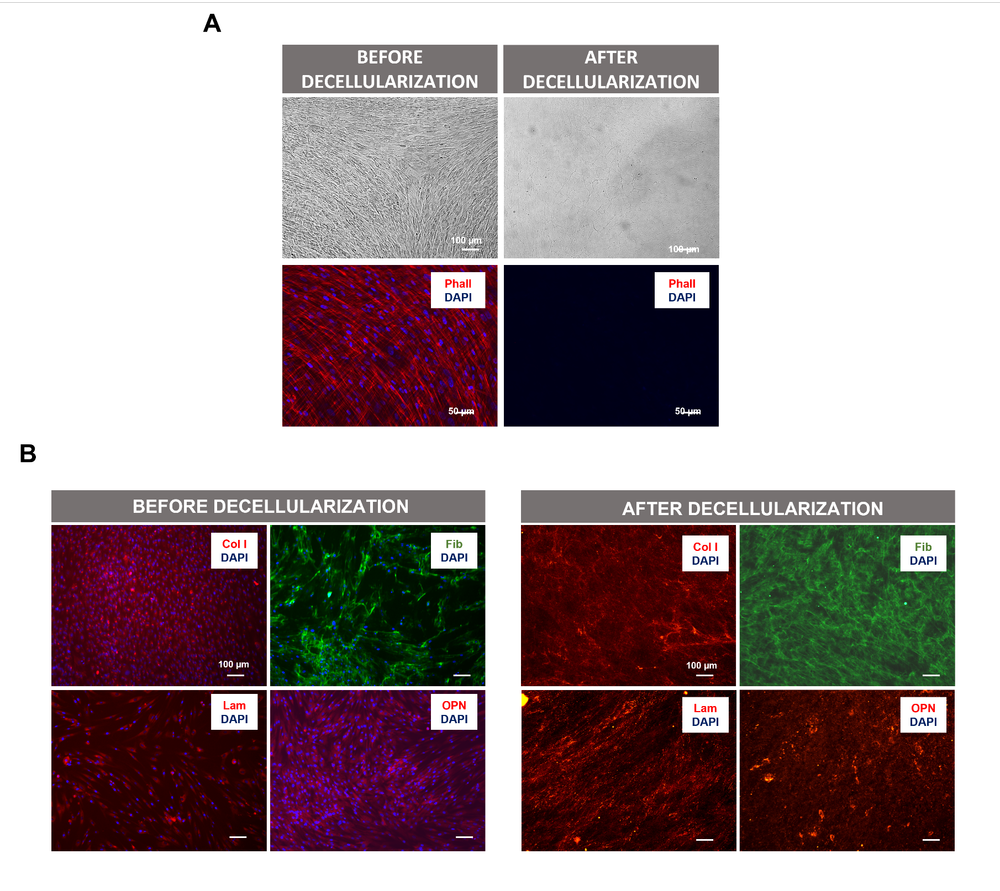 A
BEFORE
DECELLULARIZATION
AFTER
DECELLULARIZATION
100 µm
100 µm
Phall
DAPI
Phall
DAPI
50 µm
50 µm
B
BEFORE DECELLULARIZATION
AFTER DECELLULARIZATION
Col I
DAPI
Fib
DAPI
Col I
DAPI
Fib
DAPI
100 µm
100 µm
Lam
DAPI
OPN
DAPI
Lam
DAPI
OPN
DAPI